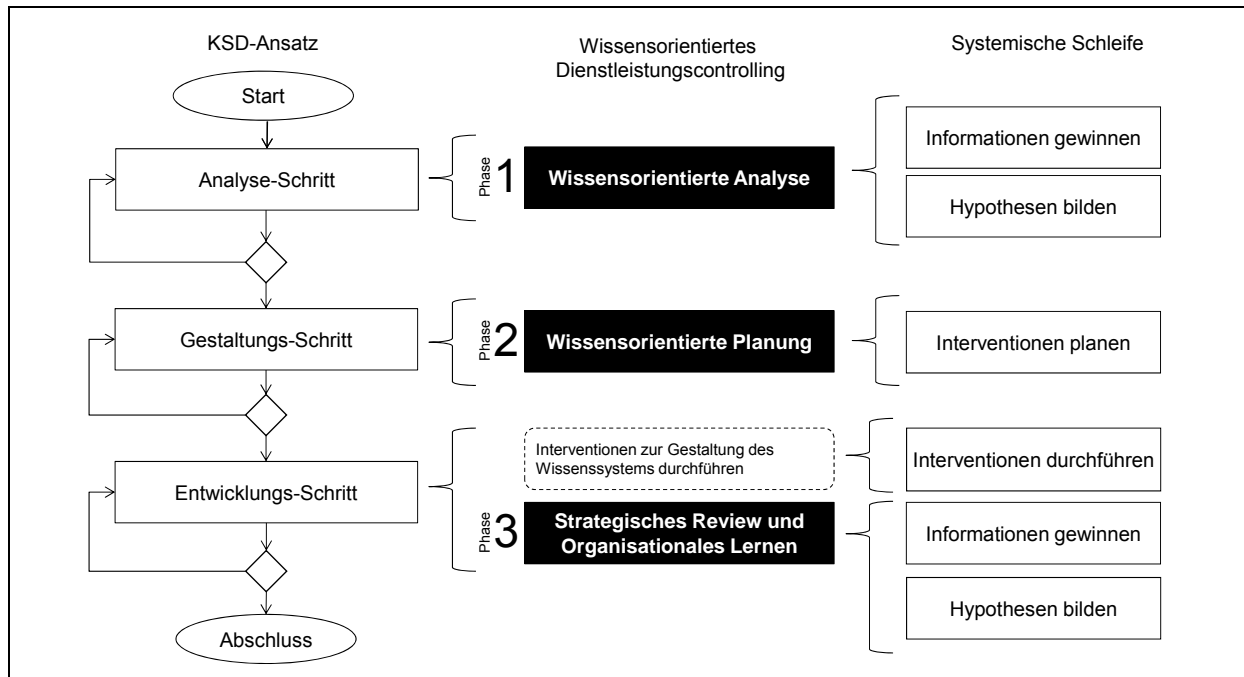 KSD-Ansatz
Wissensorientiertes
Dienstleistungscontrolling
Systemische Schleife
Start
Analyse-Schritt
Phase 1
Wissensorientierte Analyse
Informationen gewinnen
Hypothesen bilden
Gestaltungs-Schritt
Phase 2
Wissensorientierte Planung
Interventionen planen
Entwicklungs-Schritt
Phase 3
Interventionen zur Gestaltung des
Wissenssystems durchführen
Interventionen durchführen
Strategisches Review und
Organisationales Lernen
Informationen gewinnen
Hypothesen bilden
Abschluss